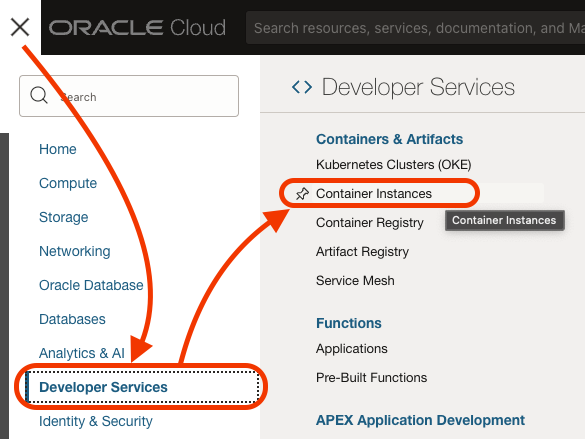 ORACLE Cloud
Search resources, services, documentation, and Ma
Search
Home
Compute
Storage
Networking
Oracle Database
Databases
Analytics & AI
Developer Services
Identity & Security
Developer Services
Containers & Artifacts
Kubernetes Clusters (OKE)
Container Instances
Container Registry
Container Instances
Artifact Registry
Service Mesh
Functions
Applications
Pre-Built Functions
APEX Application Development